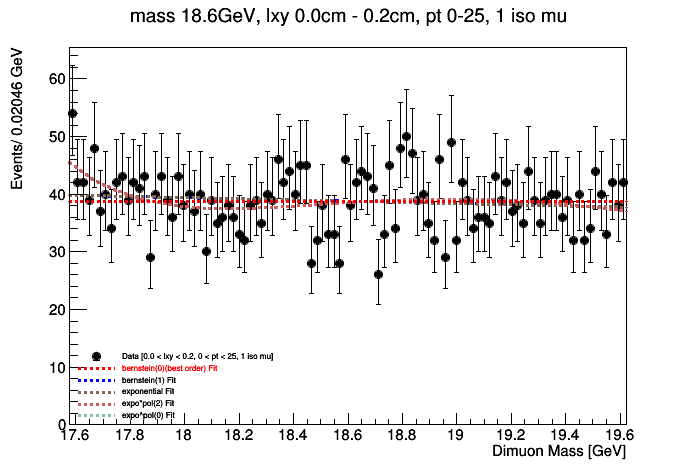 mass 18.6GeV, lxy 0.0cm - 0.2cm, pt 0-25, 1 iso mu
Events/ 0.02046 GeV
60
50
40
30
20
10
0
Data [0.0 < lxy < 0.2, 0 < pt < 25, 1 iso mu]
bernstein(0)(best order) Fit
bernstein(1) Fit
exponential Fit
expo*pol(2) Fit
expo^pol(0) Fit
17.6 17.8 18 18.2 18.4 18.6 18.8 19 19.2 19.4 19.6
Dimuon Mass [GeV]